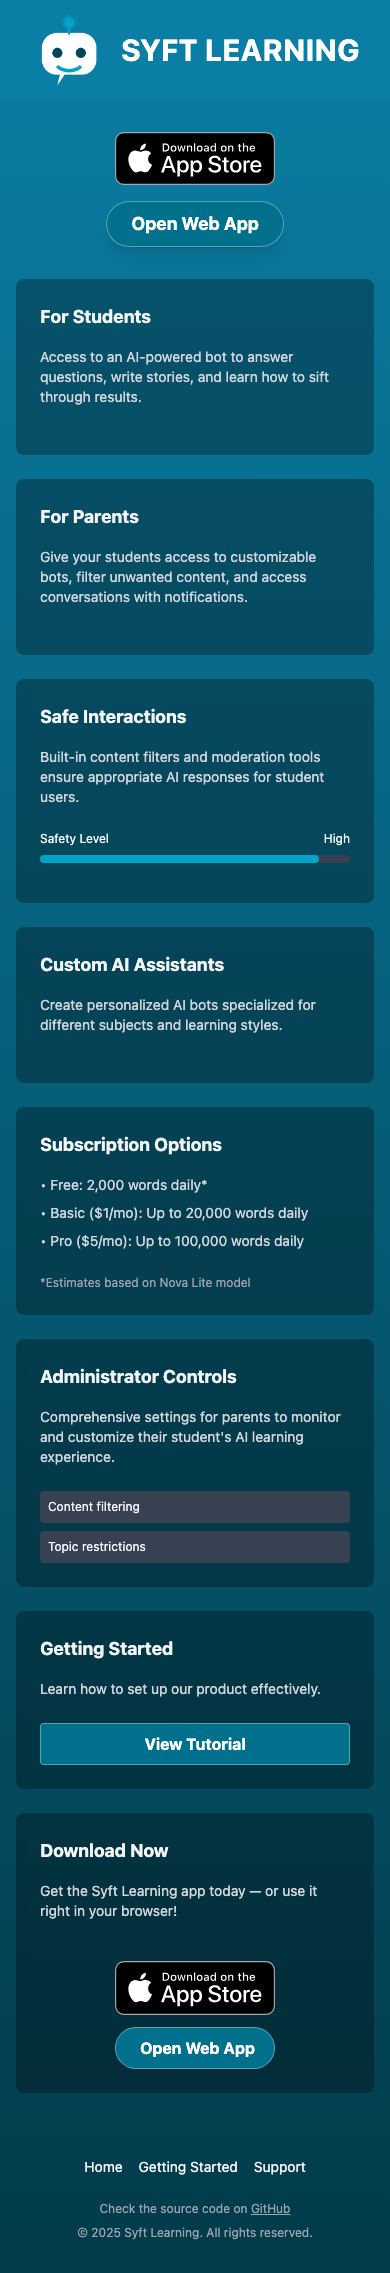 SYFT LEARNING
Download on the
App Store
Open Web App
For Students
Access to an AI-powered bot to answer
questions, write stories, and learn how to sift
through results.
For Parents
Give your students access to customizable
bots, filter unwanted content, and access
conversations with notifications.
Safe Interactions
Built-in content filters and moderation tools
ensure appropriate AI responses for student
users.
Safety Level High
Custom AI Assistants
Create personalized AI bots specialized for
different subjects and learning styles.
Subscription Options
• Free: 2,000 words daily*
• Basic ($1/mo): Up to 20,000 words daily
• Pro ($5/mo): Up to 100,000 words daily
*Estimates based on Nova Lite model
Administrator Controls
Comprehensive settings for parents to monitor
and customize their student's AI learning
experience.
Content filtering
Topic restrictions
Getting Started
Learn how to set up our product effectively.
View Tutorial
Download Now
Get the Syft Learning app today — or use it
right in your browser!
Download on the
App Store
Open Web App
Home Getting Started Support
Check the source code on GitHub
© 2025 Syft Learning. All rights reserved.